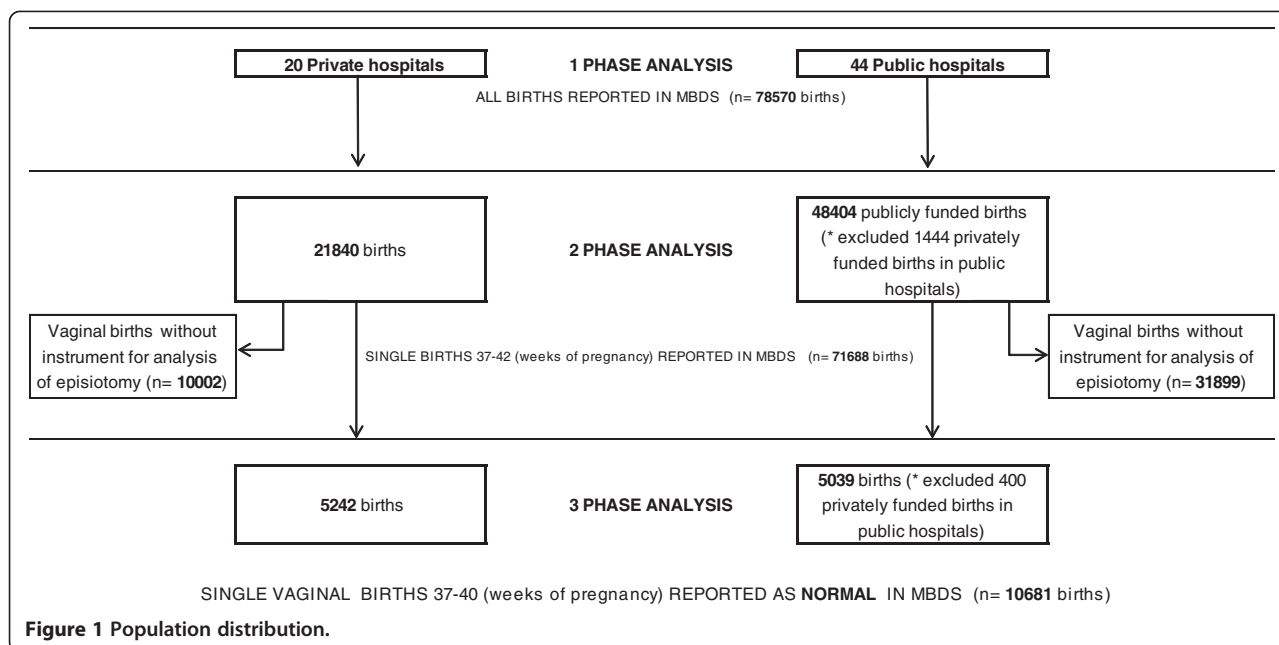 20 Private hospitals
1 PHASE ANALYSIS
44 Public hospitals
ALL BIRTHS REPORTED IN MBDS (n= 78570 births)
21840 births
2 PHASE ANALYSIS
48404 publicly funded births
(* excluded 1444 privately
funded births in public
hospitals)
Vaginal births without
instrument for analysis
of episiotomy (n= 10002)
SINGLE BIRTHS 37-42 (weeks of pregnancy) REPORTED IN MBDS (n= 71688 births)
Vaginal births without
instrument for analysis of
episiotomy (n= 31899)
5242 births
3 PHASE ANALYSIS
5039 births (* excluded 400
privately funded births in
public hospitals)
SINGLE VAGINAL BIRTHS 37-40 (weeks of pregnancy) REPORTED AS NORMAL IN MBDS (n= 10681 births)
Figure 1 Population distribution.